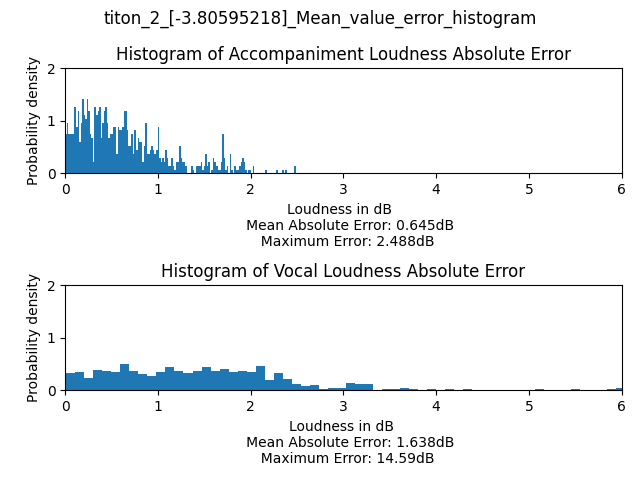 titon_2_[-3.80595218]_Mean_value_error_histogram
Histogram of Accompaniment Loudness Absolute Error
Probability density
2
1
0
0 1 2 3 4 5 6
Loudness in dB
Mean Absolute Error: 0.645dB
Maximum Error: 2.488dB
Histogram of Vocal Loudness Absolute Error
Probability density
2
1
0
0 1 2 3 4 5 6
Loudness in dB
Mean Absolute Error: 1.638dB
Maximum Error: 14.59dB